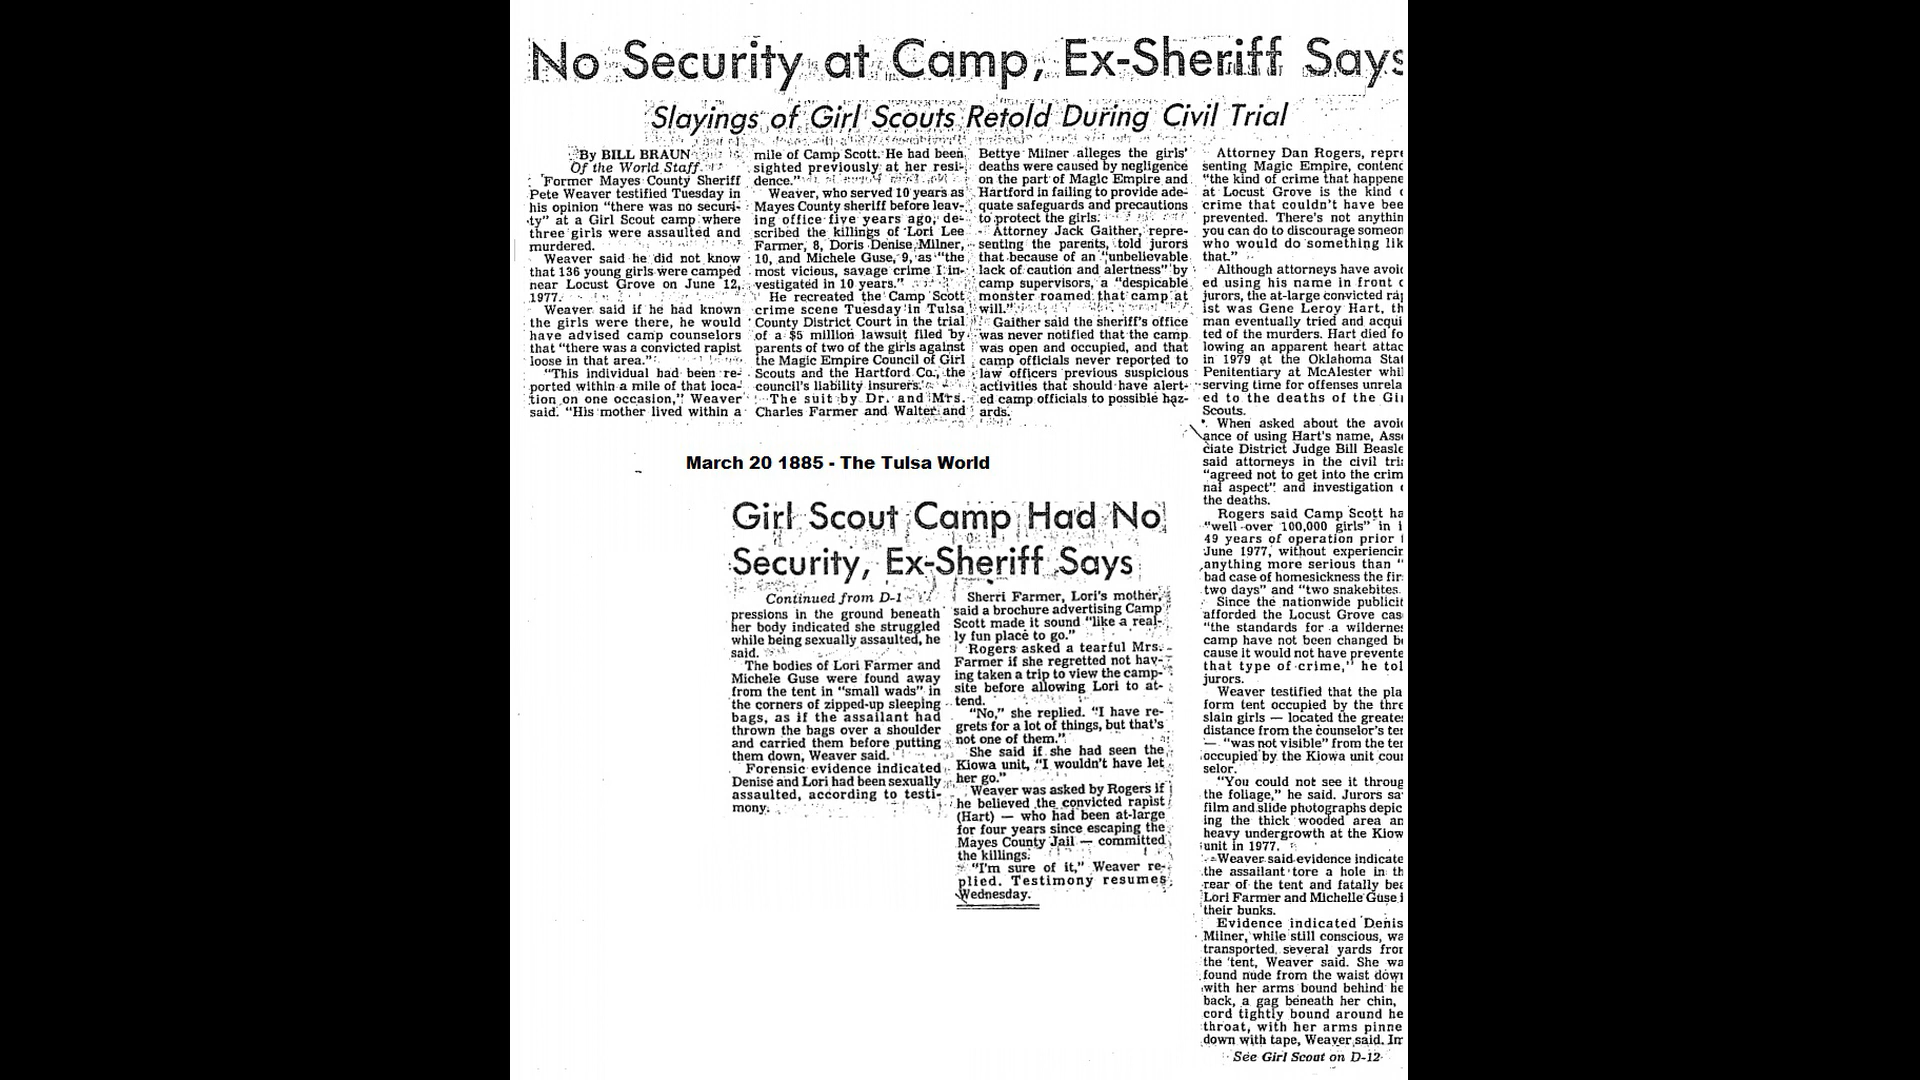 No Security at Camp, Ex-Sheriff Says
Slayings of Girl Scouts Retold During Civil Trial
By BILL BRAUN
Of the World Staff
Former Mayes County Sheriff
Pete Weaver testified Tuesday in
his opinion "there was no securi-
ty" at a Girl Scout camp where
three girls were assaulted and
murdered.
Weaver said he did not know
that 136 young girls were camped
near Locust Grove on June 12,
1977.
Weaver said if he had known
the girls were there, he would
have advised camp counselors
that "there was a convicted rapist
loose in that area."
"This individual had been re-
ported within a mile of that loca-
tion on one occasion," Weaver
said. "His mother lived within a
mile of Camp Scott. He had been
sighted previously at her resi-
dence."
Weaver, who served 10 years as
Mayes County sheriff before leav-
ing office five years ago, de-
scribed the killings of Lori Lee
Farmer, 8, Doris Denise Milner,
10, and Michele Guse, 9, as "the
most vicious, savage crime I in-
vestigated in 10 years."
He recreated the Camp Scott
crime scene Tuesday in Tulsa
County District Court in the trial
of a $5 million lawsuit filed by
parents of two of the girls against
the Magic Empire Council of Girl
Scouts and the Hartford Co., the
council's liability insurers.
The suit by Dr. and Mrs.
Charles Farmer and Walter and
Bettye Milner alleges the girls'
deaths were caused by negligence
on the part of Magic Empire and
Hartford in failing to provide ade-
quate safeguards and precautions
to protect the girls.
Attorney Jack Gaither, repre-
senting the parents, told jurors
that because of an "unbelievable
lack of caution and alertness" by
camp supervisors, a "despicable
monster roamed that camp at
will."
Gaither said the sheriff's office
was never notified that the camp
was open and occupied, and that
camp officials never reported to
law officers previous suspicious
activities that should have alert-
ed camp officials to possible haz-
ards.
Attorney Dan Rogers, repr
senting Magic Empire, conten
"the kind of crime that happene
at Locust Grove is the kind
crime that couldn't have bee
prevented. There's not anythin
you can do to discourage someon
who would do something lik
that."
Although attorneys have avoi
ed using his name in front
jurors, the at-large convicted ra
ist was Gene Leroy Hart, th
man eventually tried and acqui
ted of the murders. Hart died fo
lowing an apparent heart attac
in 1979 at the Oklahoma Stat
Penitentiary at McAlester whil
serving time for offenses unrela
ed to the deaths of the Gi
Scouts.
When asked about the avoi
ance of using Hart's name, Ass
ciate District Judge Bill Beasle
said attorneys in the civil tri
"agreed not to get into the crim
nal aspect" and investigation
the deaths.
Rogers said Camp Scott ha
"well over 100,000 girls" in i
49 years of operation prior
June 1977, without experiencin
anything more serious than "
bad case of homesickness the fir
two days" and "two snakebites.
Since the nationwide publicit
afforded the Locust Grove cas
"the standards for a wildernes
camp have not been changed b
cause it would not have prevente
that type of crime," he tol
jurors.
Weaver testified that the pla
form tent occupied by the thre
slain girls — located the greates
distance from the counselor's te
— "was not visible" from the te
occupied by the Kiowa unit coun
selor.
"You could not see it throug
the foliage," he said. Jurors sa
film and slide photographs depic
ing the thick wooded area an
heavy undergrowth at the Kiow
unit in 1977.
Weaver said evidence indicate
the assailant tore a hole in th
rear of the tent and fatally bea
Lori Farmer and Michelle Guse i
their bunks.
Evidence indicated Denis
Milner, while still conscious, wa
transported several yards from
the tent, Weaver said. She wa
found nude from the waist down
with her arms bound behind he
back, a gag beneath her chin,
cord tightly bound around he
throat, with her arms pinne
down with tape, Weaver said. Im
See Girl Scout on D-12
March 20 1885 - The Tulsa World
Girl Scout Camp Had No
Security, Ex-Sheriff Says
Continued from D-1
pressions in the ground beneath
her body indicated she struggled
while being sexually assaulted, he
said.
The bodies of Lori Farmer and
Michele Guse were found away
from the tent in "small wads" in
the corners of zipped-up sleeping
bags, as if the assailant had
thrown the bags over a shoulder
and carried them before putting
them down, Weaver said.
Forensic evidence indicated
Denise and Lori had been sexually
assaulted, according to testi-
mony.
Sherri Farmer, Lori's mother,
said a brochure advertising Camp
Scott made it sound "like a real-
ly fun place to go."
Rogers asked a tearful Mrs.
Farmer if she regretted not hav-
ing taken a trip to view the camp-
site before allowing Lori to at-
tend.
"No," she replied. "I have re-
grets for a lot of things, but that's
not one of them."
She said if she had seen the
Kiowa unit, "I wouldn't have let
her go."
Weaver was asked by Rogers if
he believed the convicted rapist
(Hart) — who had been at-large
for four years since escaping the
Mayes County Jail — committed
the killings.
"I'm sure of it," Weaver re-
plied. Testimony resumes
Wednesday.